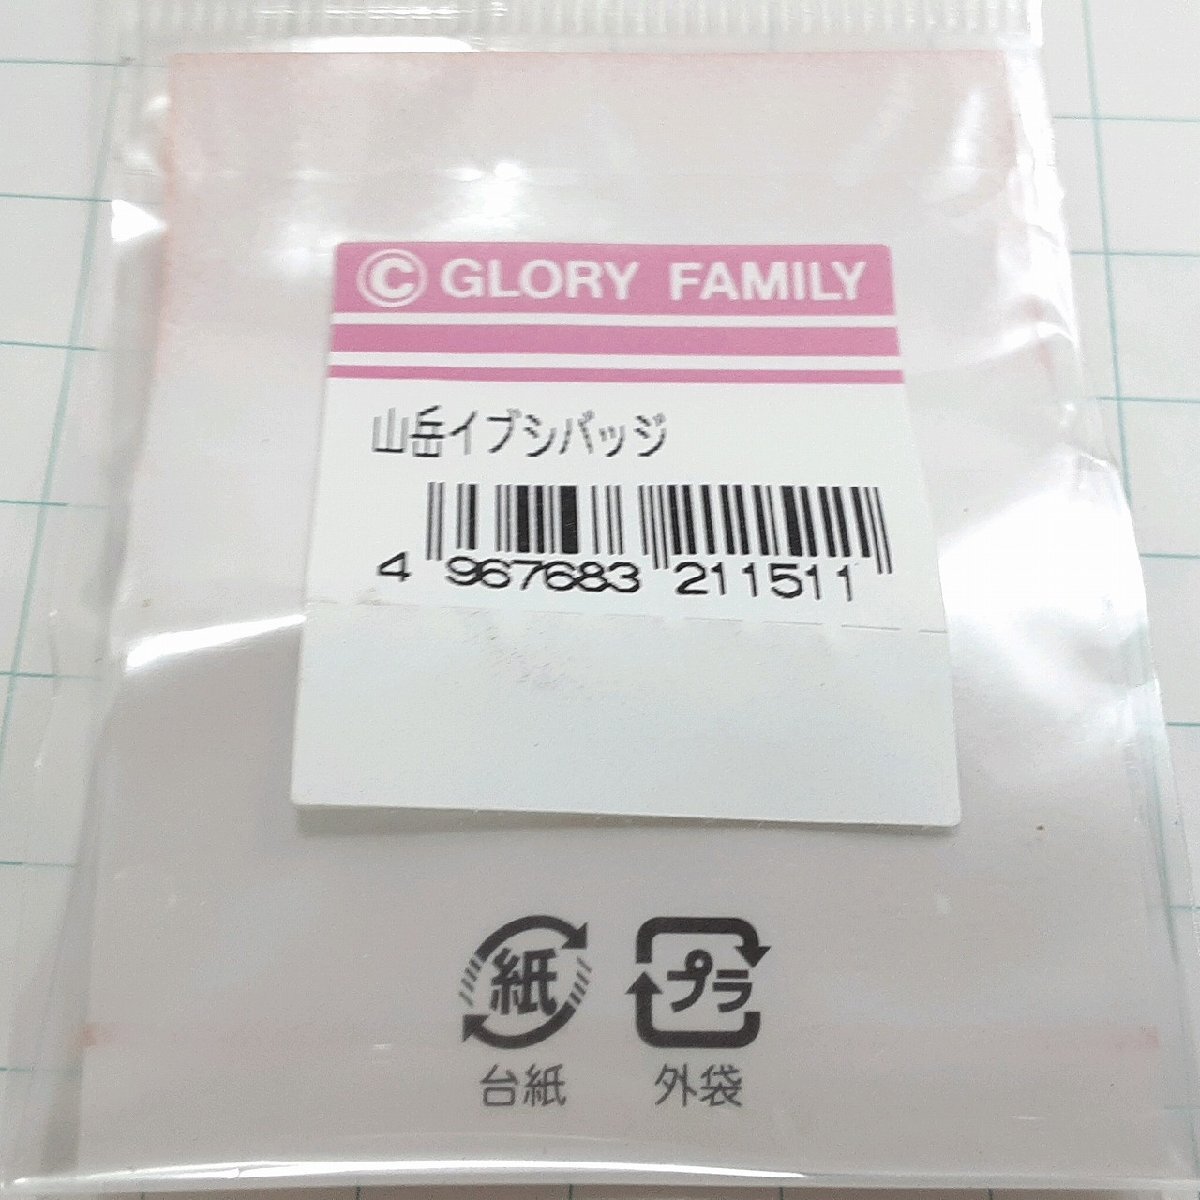 © GLORY FAMILY
山岳イブシバッジ
4 967683 211511
紙 プラ
台紙 外袋